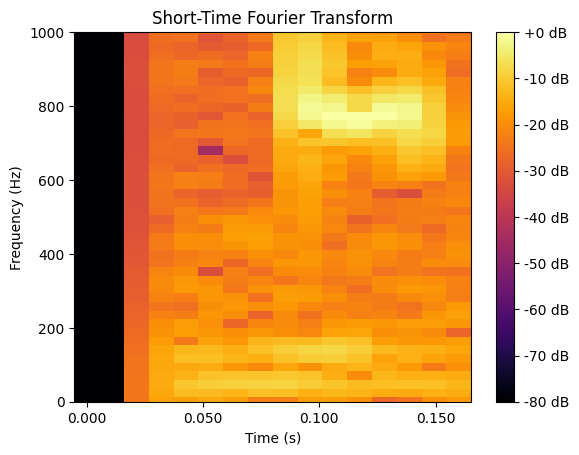 Short-Time Fourier Transform
1000
800
600
400
200
0
Frequency (Hz)
0.000
0.050
0.100
0.150
Time (s)
+0 dB
-10 dB
-20 dB
-30 dB
-40 dB
-50 dB
-60 dB
-70 dB
-80 dB